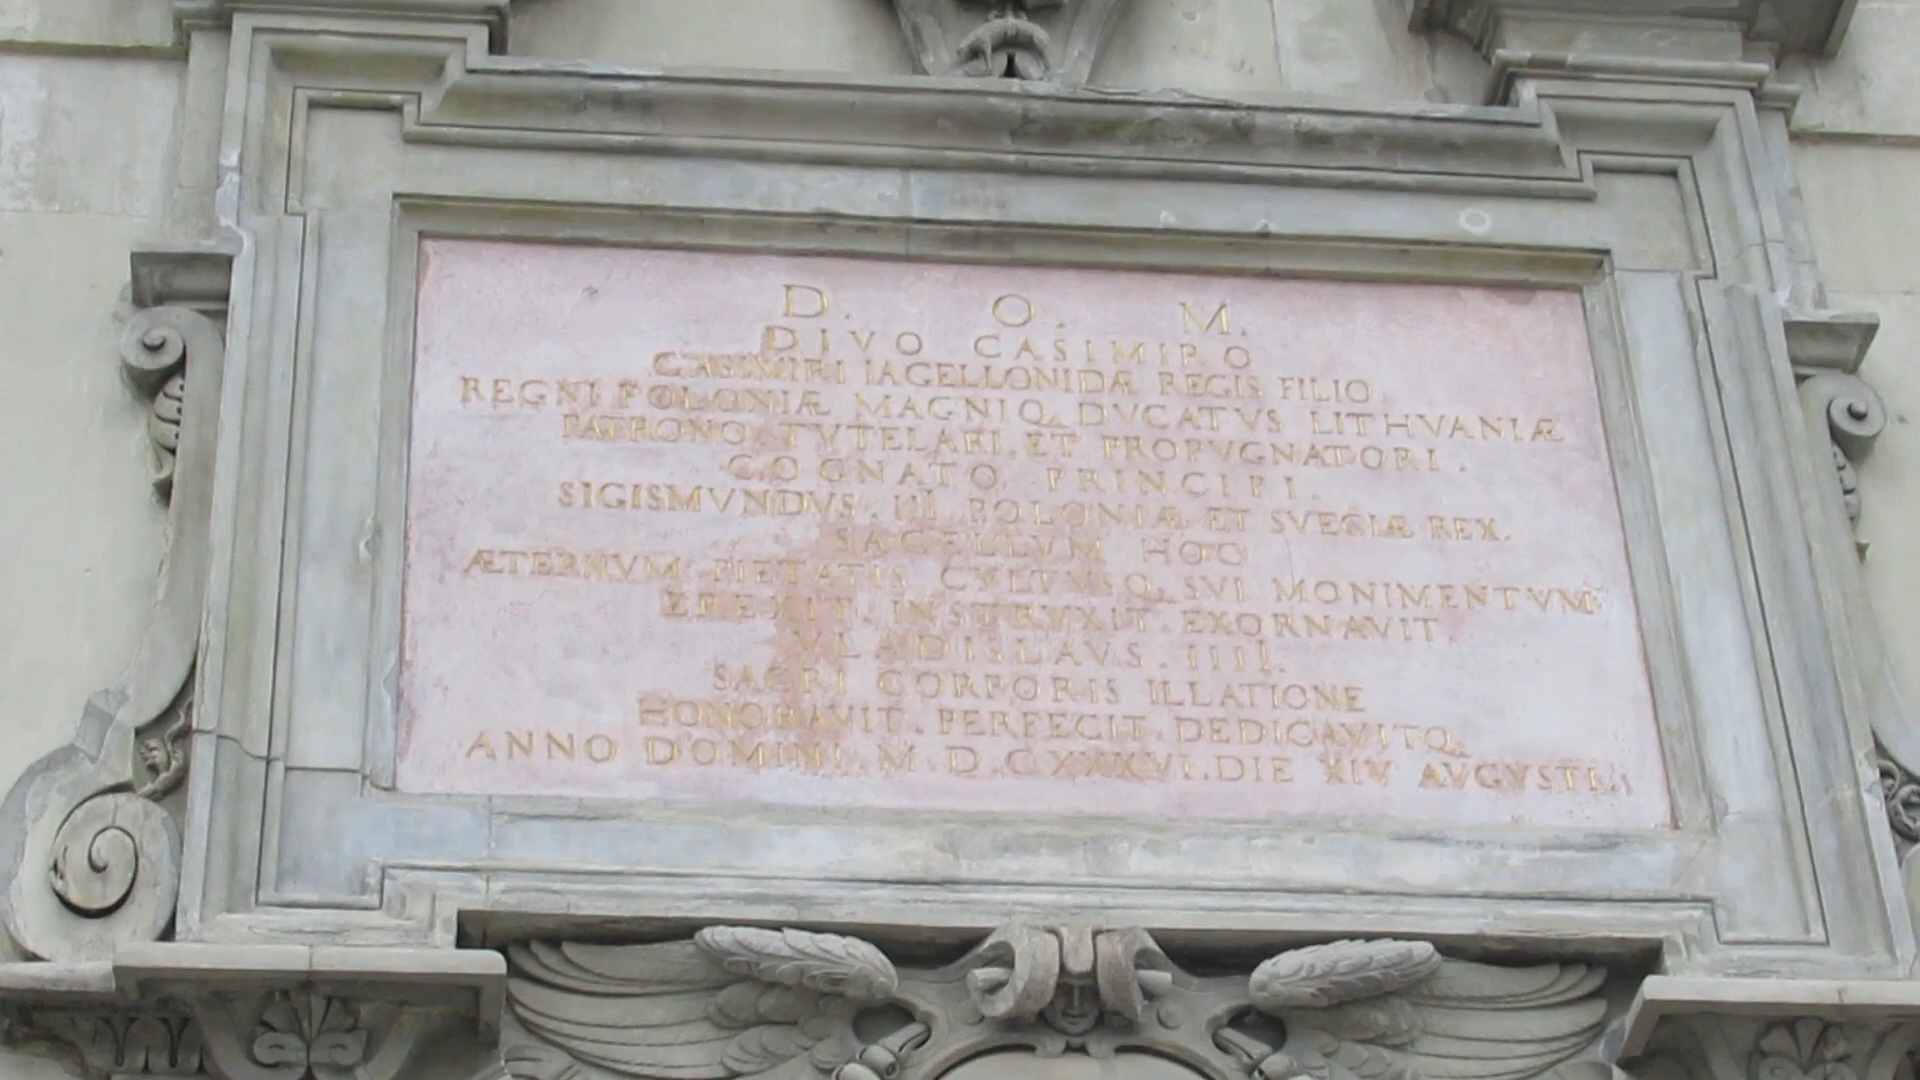 D. O. M.
DIVO CASIMIRO
CASIMIRI IAGELLONIDÆ REGIS FILIO
REGNI POLONIÆ MAGNIQ. DVCATVS LITHVANIÆ
PATRONO TVTELARI ET PROPVGNATORI.
COGNATO PRINCIPI.
SIGISMVNDVS. III. POLONIÆ ET SVECIÆ REX.
SACELLVM HOC
ÆTERNVM PIETATIS CVLTVSQ. SVI MONIMENTVM
EREXIT. INSTRVXIT. EXORNAVIT.
VLADISLAVS. IIII.
SACRI CORPORIS ILLATIONE
HONORAVIT. PERFECIT. DEDICAVITQ.
ANNO DOMINI. M. D. CXXXVI. DIE XIV AVGVSTI.